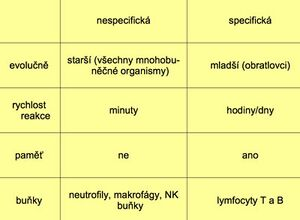 nespecifická specifická
evolučně starší (všechny mnohobu- mladší (obratlovci)
něčné organismy)
rychlost minuty hodiny/dny
reakce
paměť ne ano
buňky neutrofily, makrofágy, NK lymfocyty T a B
buňky